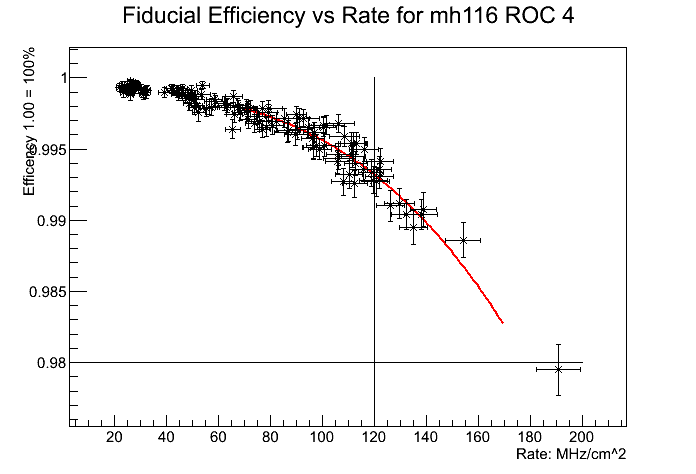 Fiducial Efficiency vs Rate for mh116 ROC 4
Efficency 1.00 = 100%
1
0.995
0.99
0.985
0.98
20 40 60 80 100 120 140 160 180 200
Rate: MHz/cm^2